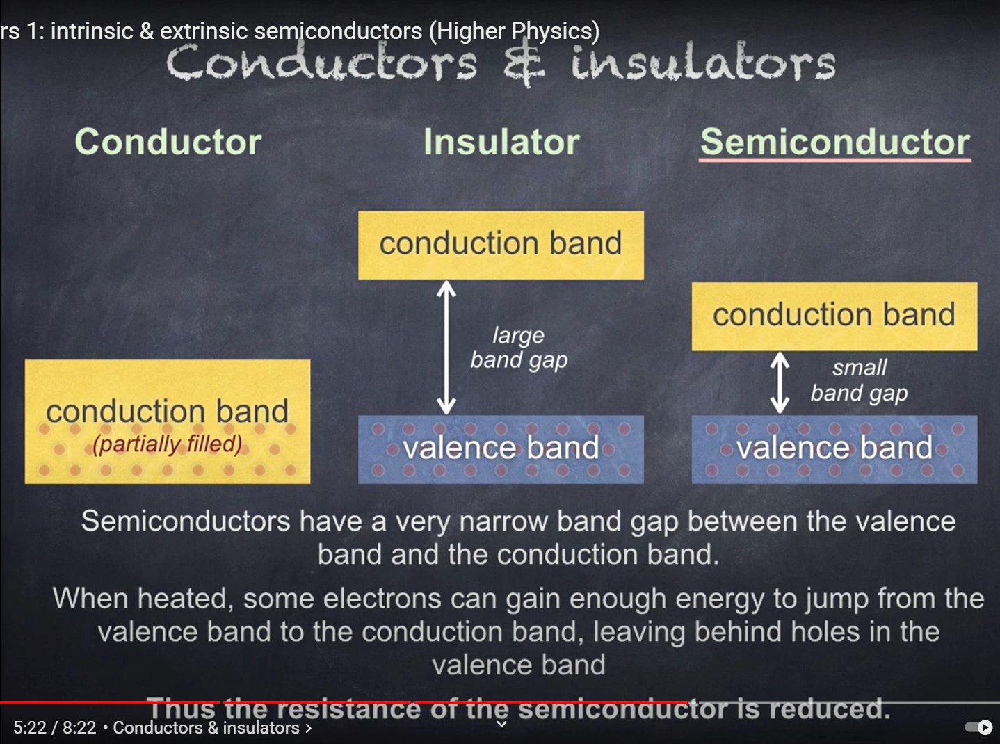 rs 1: intrinsic & extrinsic semiconductors (Higher Physics)
Conductors & insulators
Conductor
Insulator
Semiconductor
conduction band
conduction band
large
band gap
small
band gap
conduction band
(partially filled)
valence band
valence band
Semiconductors have a very narrow band gap between the valence
band and the conduction band.
When heated, some electrons can gain enough energy to jump from the
valence band to the conduction band, leaving behind holes in the
valence band
Thus the resistance of the semiconductor is reduced.
5:22 / 8:22 • Conductors & insulators >